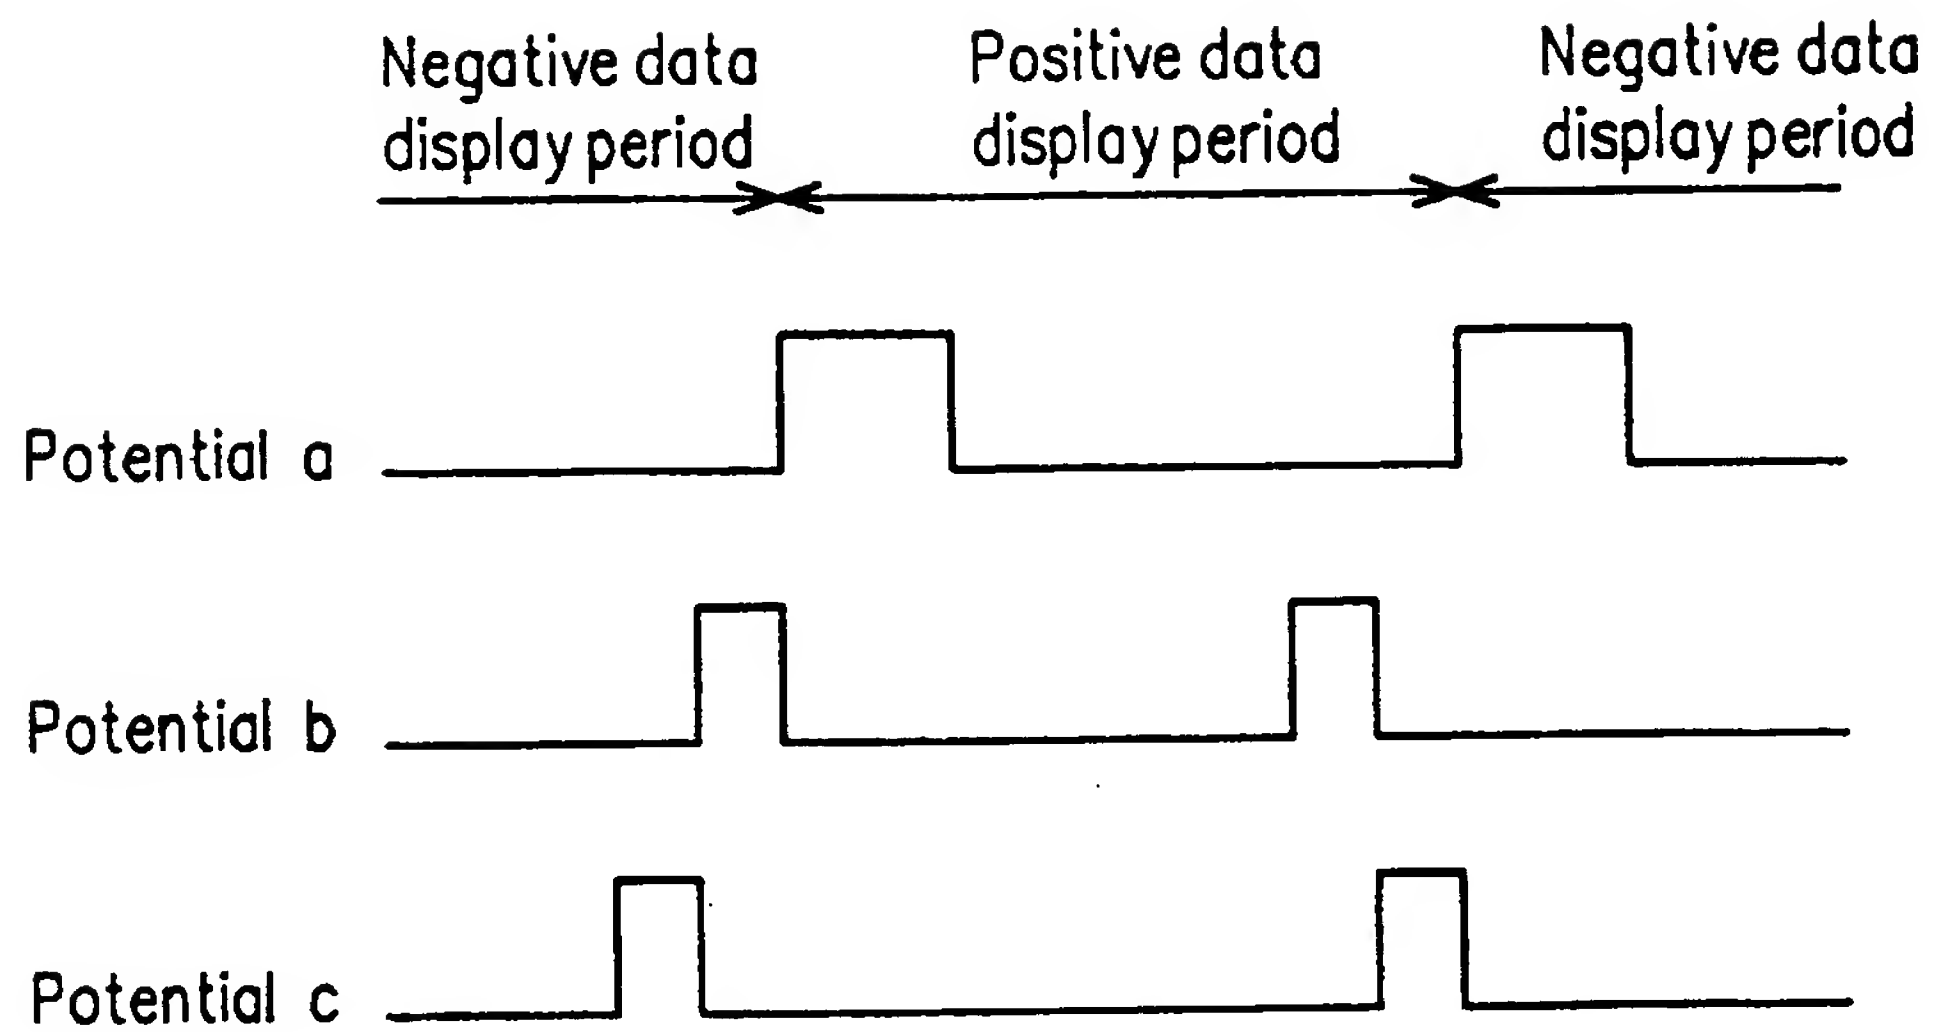 Negative data
display period
Positive data
display period
Negative data
display period
Potential a
Potential b
Potential c